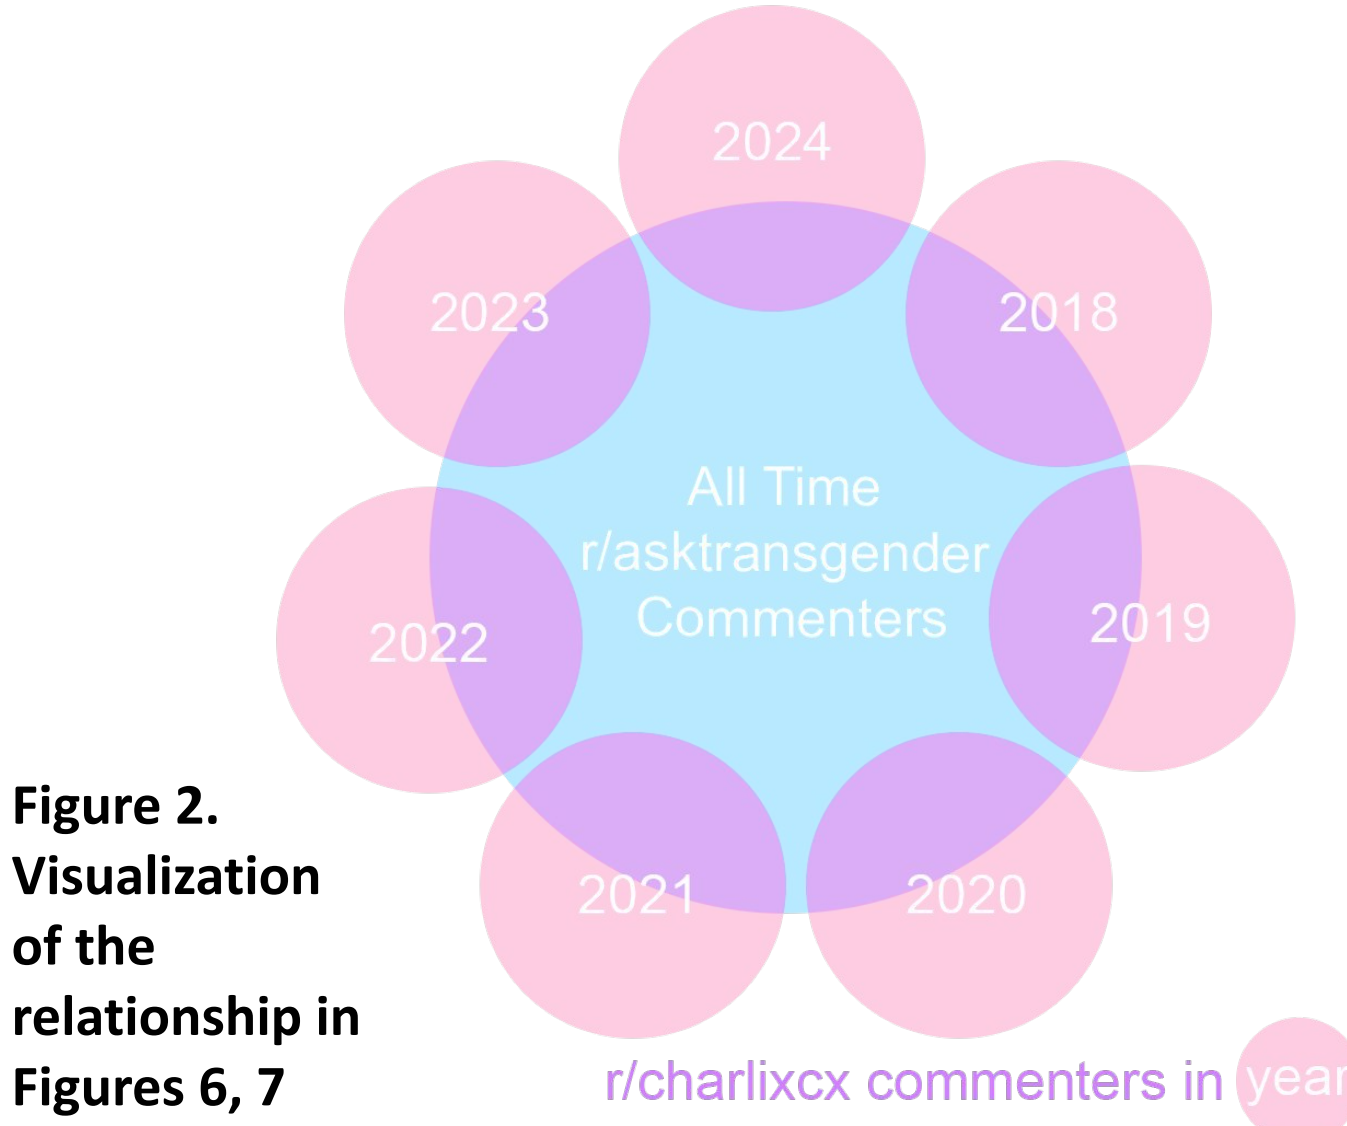 2024
2023
2018
All Time
r/asktransgender
Commenters
2019
2022
2021
2020
Figure 2.
Visualization
of the
relationship in
Figures 6, 7
r/charlixcx commenters in year